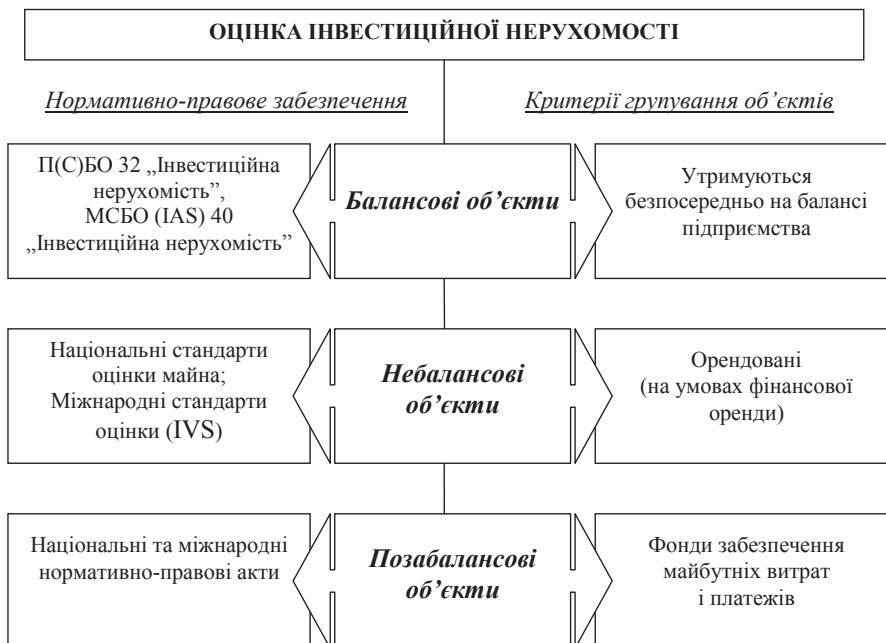 ОЦІНКА ІНВЕСТИЦІЙНОЇ НЕРУХОМОСТІ
Нормативно-правове забезпечення
Критерії групування об’єктів
П(С)БО 32 „Інвестиційна
нерухомість”,
МСБО (IAS) 40
„Інвестиційна нерухомість”
Балансові об’єкти
Утримуються
безпосередньо на балансі
підприємства
Національні стандарти
оцінки майна;
Міжнародні стандарти
оцінки (IVS)
Небалансові
об’єкти
Орендовані
(на умовах фінансової
оренди)
Національні та міжнародні
нормативно-правові акти
Позабалансові
об’єкти
Фонди забезпечення
майбутніх витрат
і платежів